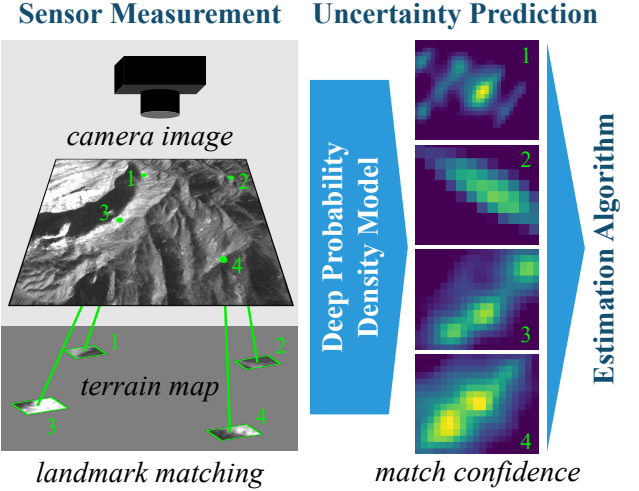 Sensor Measurement
Uncertainty Prediction
camera image
1
2
3
4
1
2
terrain map
3
4
landmark matching
Deep Probability
Density Model
1
2
3
4
match confidence
Estimation Algorithm